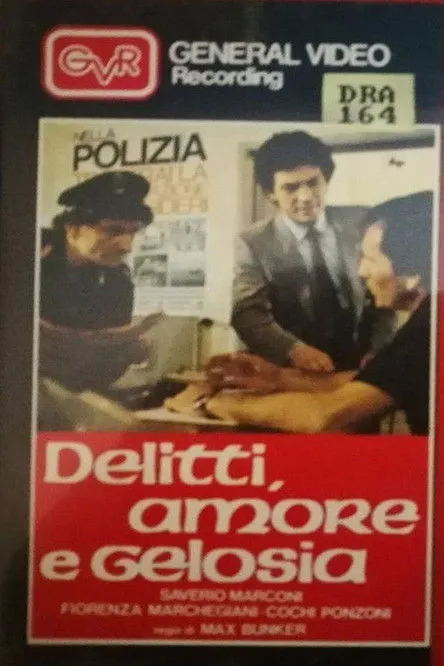 GVR
GENERAL VIDEO
Recording
DRA
164
NELLA
POLIZIA
Delitti,
amore
e gelosia
SAVERIO MARCONI
FIORENZA MARCHEGIANI - COCHI PONZONI
regia di MAX BUNKER